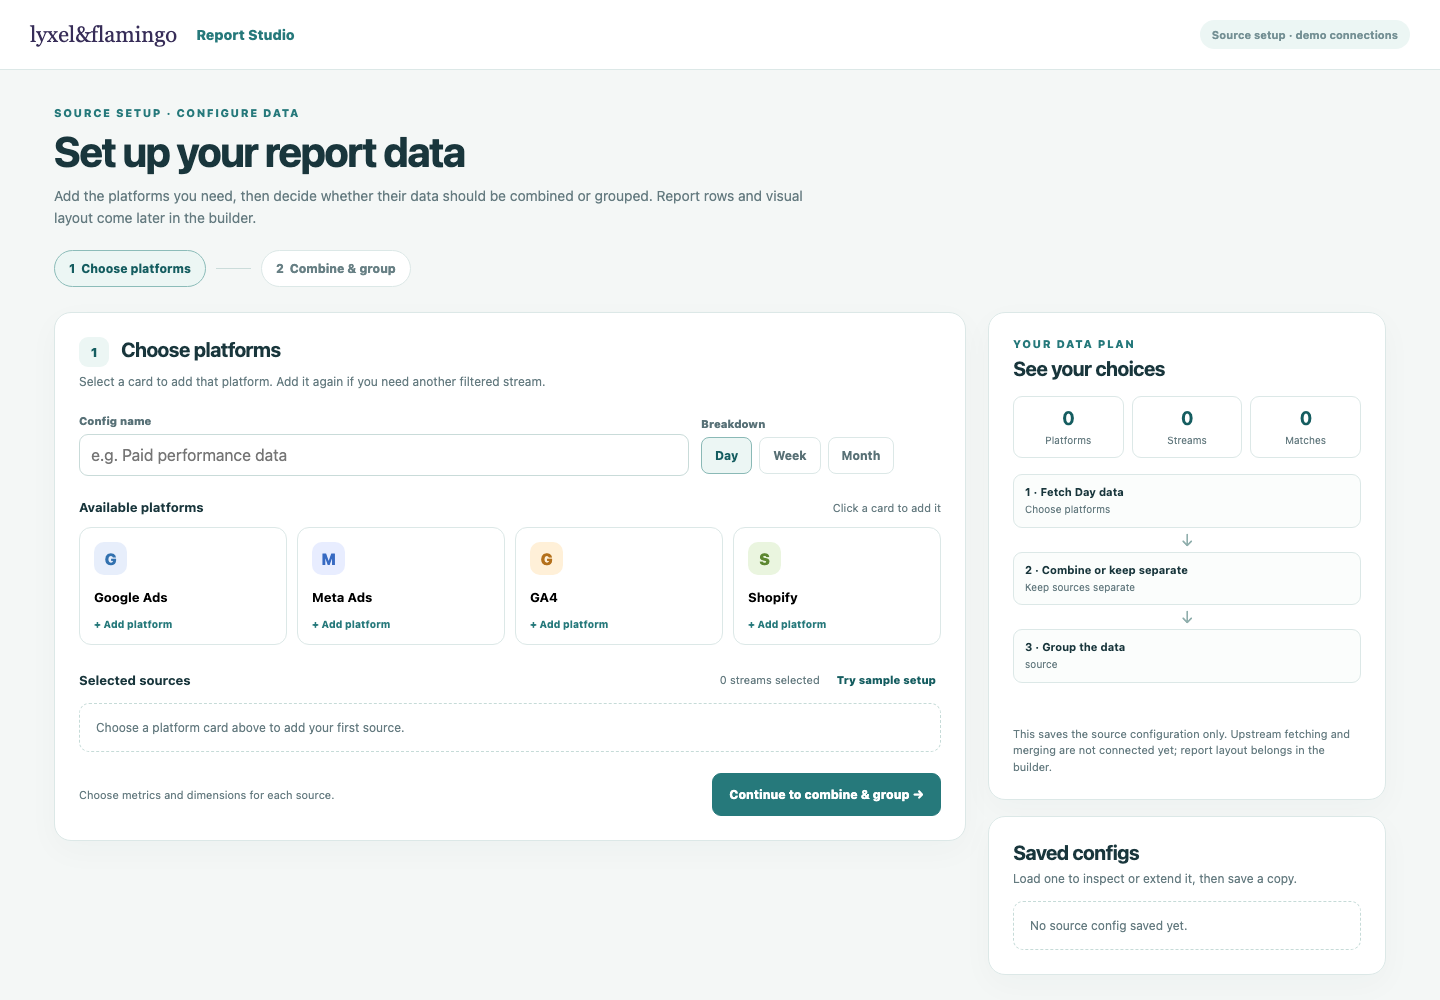 lyxel&flamingo
Report Studio
Source setup · demo connections
SOURCE SETUP · CONFIGURE DATA
Set up your report data
Add the platforms you need, then decide whether their data should be combined or grouped. Report rows and visual
layout come later in the builder.
1 Choose platforms
2 Combine & group
1
Choose platforms
Select a card to add that platform. Add it again if you need another filtered stream.
Config name
e.g. Paid performance data
Breakdown
Day
Week
Month
Available platforms
Click a card to add it
G
Google Ads
+ Add platform
M
Meta Ads
+ Add platform
G
GA4
+ Add platform
S
Shopify
+ Add platform
Selected sources
0 streams selected
Try sample setup
Choose a platform card above to add your first source.
Choose metrics and dimensions for each source.
Continue to combine & group →
YOUR DATA PLAN
See your choices
0
Platforms
0
Streams
0
Matches
1 · Fetch Day data
Choose platforms
↓
2 · Combine or keep separate
Keep sources separate
↓
3 · Group the data
source
This saves the source configuration only. Upstream fetching and
merging are not connected yet; report layout belongs in the
builder.
Saved configs
Load one to inspect or extend it, then save a copy.
No source config saved yet.